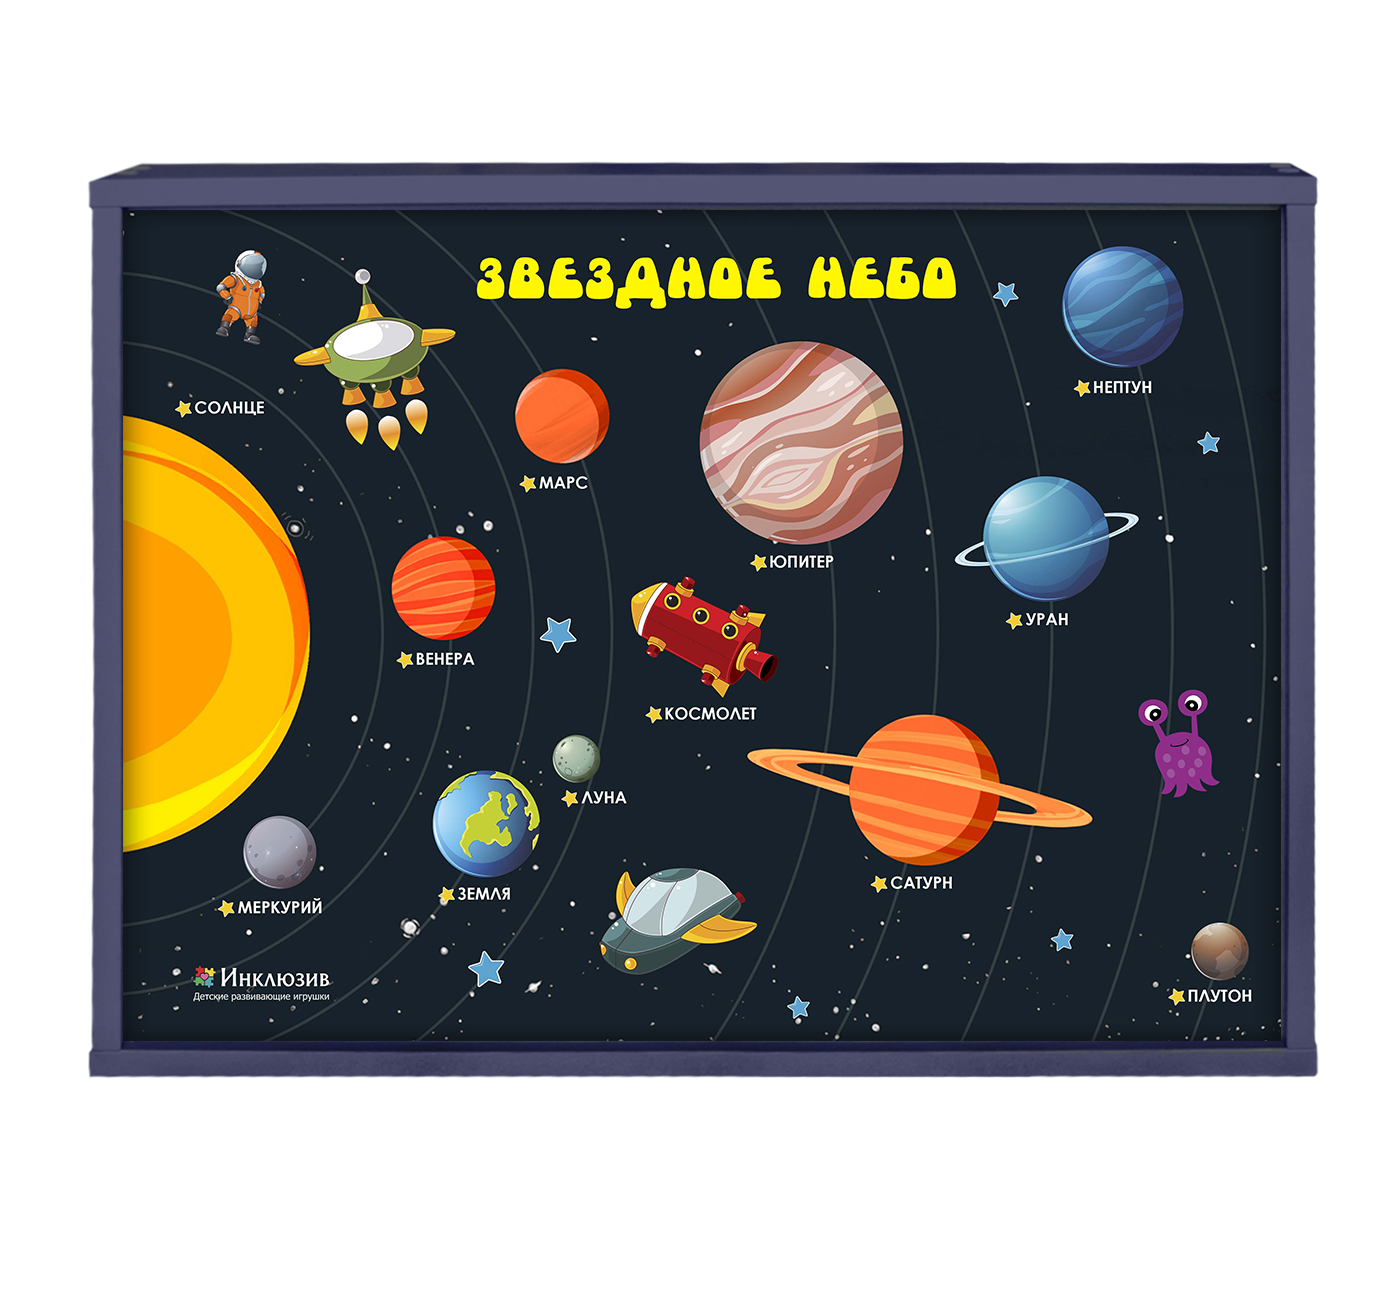 ЗВЕЗДНОЕ НЕБО
НЕПТУН
СОЛНЦЕ
МАРС
ЮПИТЕР
УРАН
ВЕНЕРА
КОСМОЛЕТ
ЛУНА
САТУРН
ЗЕМЛЯ
МЕРКУРИЙ
ИНКЛЮЗИВ
Детские развивающие игрушки
ПЛУТОН